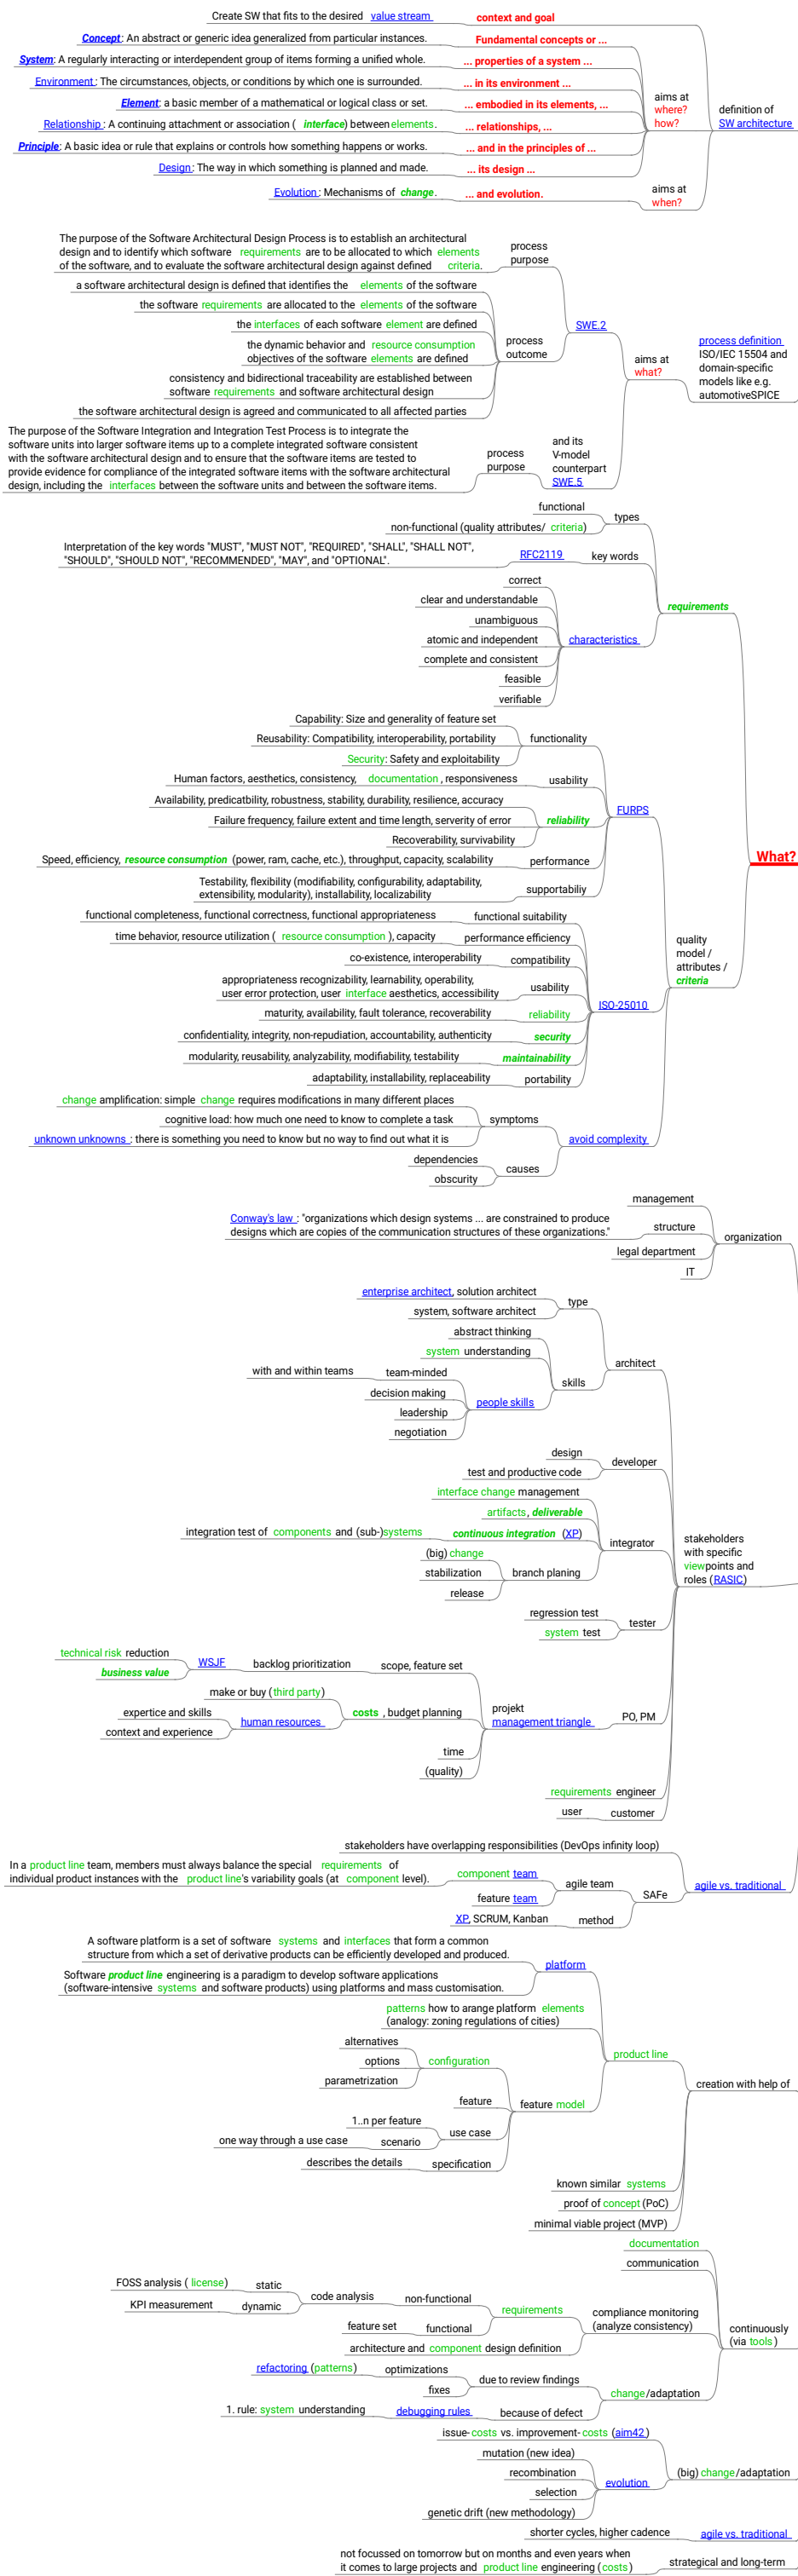 Create SW that fits to the desired value stream context and goal
Concept: An abstract or generic idea generalized from particular instances. Fundamental concepts or ...
System: A regularly interacting or interdependent group of items forming a unified whole. ... properties of a system ...
Environment: The circumstances, objects, or conditions by which one is surrounded. ... in its environment ...
Element: a basic member of a mathematical or logical class or set. ... embodied in its elements, ...
Relationship: A continuing attachment or association ( interface) between elements. ... relationships, ...
Principle: A basic idea or rule that explains or controls how something happens or works. ... and in the principles of ...
Design: The way in which something is planned and made. ... its design ...
aims at
where?
how?
Evolution: Mechanisms of change. ... and evolution.
aims at
when?
definition of
SW architecture
The purpose of the Software Architectural Design Process is to establish an architectural
design and to identify which software requirements are to be allocated to which elements
of the software, and to evaluate the software architectural design against defined criteria.
process
purpose
a software architectural design is defined that identifies the elements of the software
the software requirements are allocated to the elements of the software
the interfaces of each software element are defined
the dynamic behavior and resource consumption
objectives of the software elements are defined
consistency and bidirectional traceability are established between
software requirements and software architectural design
the software architectural design is agreed and communicated to all affected parties
process
outcome
SWE.2
The purpose of the Software Integration and Integration Test Process is to integrate the
software units into larger software items up to a complete integrated software consistent
with the software architectural design and to ensure that the software items are tested to
provide evidence for compliance of the integrated software items with the software architectural
design, including the interfaces between the software units and between the software items.
process
purpose
and its
V-model
counterpart
SWE.5
aims at
what?
process definition
ISO/IEC 15504 and
domain-specific
models like e.g.
automotiveSPICE
functional
non-functional (quality attributes/ criteria)
types
Interpretation of the key words "MUST", "MUST NOT", "REQUIRED", "SHALL", "SHALL NOT",
"SHOULD", "SHOULD NOT", "RECOMMENDED", "MAY", and "OPTIONAL".
RFC2119 key words
correct
clear and understandable
unambiguous
atomic and independent
complete and consistent
feasible
verifiable
characteristics
requirements
Capability: Size and generality of feature set
Reusability: Compatibility, interoperability, portability
Security: Safety and exploitability
functionality
Human factors, aesthetics, consistency, documentation, responsiveness usability
Availability, predicatbility, robustness, stability, durability, resilience, accuracy
Failure frequency, failure extent and time length, serverity of error
Recoverability, survivability
reliability
Speed, efficiency, resource consumption (power, ram, cache, etc.), throughput, capacity, scalability performance
Testability, flexibility (modifiability, configurability, adaptability,
extensibility, modularity), installability, localizability
supportabiliy
FURPS
What?
functional completeness, functional correctness, functional appropriateness functional suitability
time behavior, resource utilization ( resource consumption ), capacity performance efficiency
co-existence, interoperability compatibility
appropriateness recognizability, learnability, operability,
user error protection, user interface aesthetics, accessibility
usability
maturity, availability, fault tolerance, recoverability reliability
confidentiality, integrity, non-repudiation, accountability, authenticity security
modularity, reusability, analyzability, modifiability, testability maintainability
adaptability, installability, replaceability portability
ISO-25010
quality
model /
attributes /
criteria
change amplification: simple change requires modifications in many different places
cognitive load: how much one need to know to complete a task
unknown unknowns : there is something you need to know but no way to find out what it is
symptoms
dependencies
obscurity
causes
avoid complexity
management
Conway's law : "organizations which design systems ... are constrained to produce
designs which are copies of the communication structures of these organizations."
structure
legal department
IT
organization
enterprise architect, solution architect
system, software architect
type
abstract thinking
system understanding
with and within teams team-minded
decision making
leadership
negotiation
people skills
skills
architect
design
test and productive code
developer
interface change management
artifacts, deliverable
integration test of components and (sub-)systems continuous integration (XP)
(big) change
stabilization
release
branch planing
integrator
regression test
system test
tester
technical risk reduction
business value
WSJF backlog prioritization scope, feature set
make or buy (third party)
expertice and skills
context and experience
human resources
costs , budget planning
time
(quality)
projekt
management triangle
PO, PM
requirements engineer
user customer
stakeholders
with specific
viewpoints and
roles (RASIC)
stakeholders have overlapping responsibilities (DevOps infinity loop)
In a product line team, members must always balance the special requirements of
individual product instances with the product line's variability goals (at component level).
component team
feature team
agile team
XP, SCRUM, Kanban method
SAFe
agile vs. traditional
A software platform is a set of software systems and interfaces that form a common
structure from which a set of derivative products can be efficiently developed and produced.
Software product line engineering is a paradigm to develop software applications
(software-intensive systems and software products) using platforms and mass customisation.
platform
patterns how to arange platform elements
(analogy: zoning regulations of cities)
alternatives
options
parametrization
configuration
feature
1..n per feature
one way through a use case scenario
use case
describes the details specification
feature model
product line
known similar systems
proof of concept (PoC)
minimal viable project (MVP)
creation with help of
documentation
communication
FOSS analysis ( license) static
KPI measurement dynamic
code analysis non-functional
feature set functional
requirements
architecture and component design definition
compliance monitoring
(analyze consistency)
refactoring (patterns) optimizations
fixes
due to review findings
1. rule: system understanding debugging rules because of defect
change/adaptation
continuously
(via tools )
issue- costs vs. improvement- costs (aim42)
mutation (new idea)
recombination
selection
genetic drift (new methodology)
evolution
(big) change/adaptation
shorter cycles, higher cadence agile vs. traditional
not focussed on tomorrow but on months and even years when
it comes to large projects and product line engineering (costs )
strategical and long-term